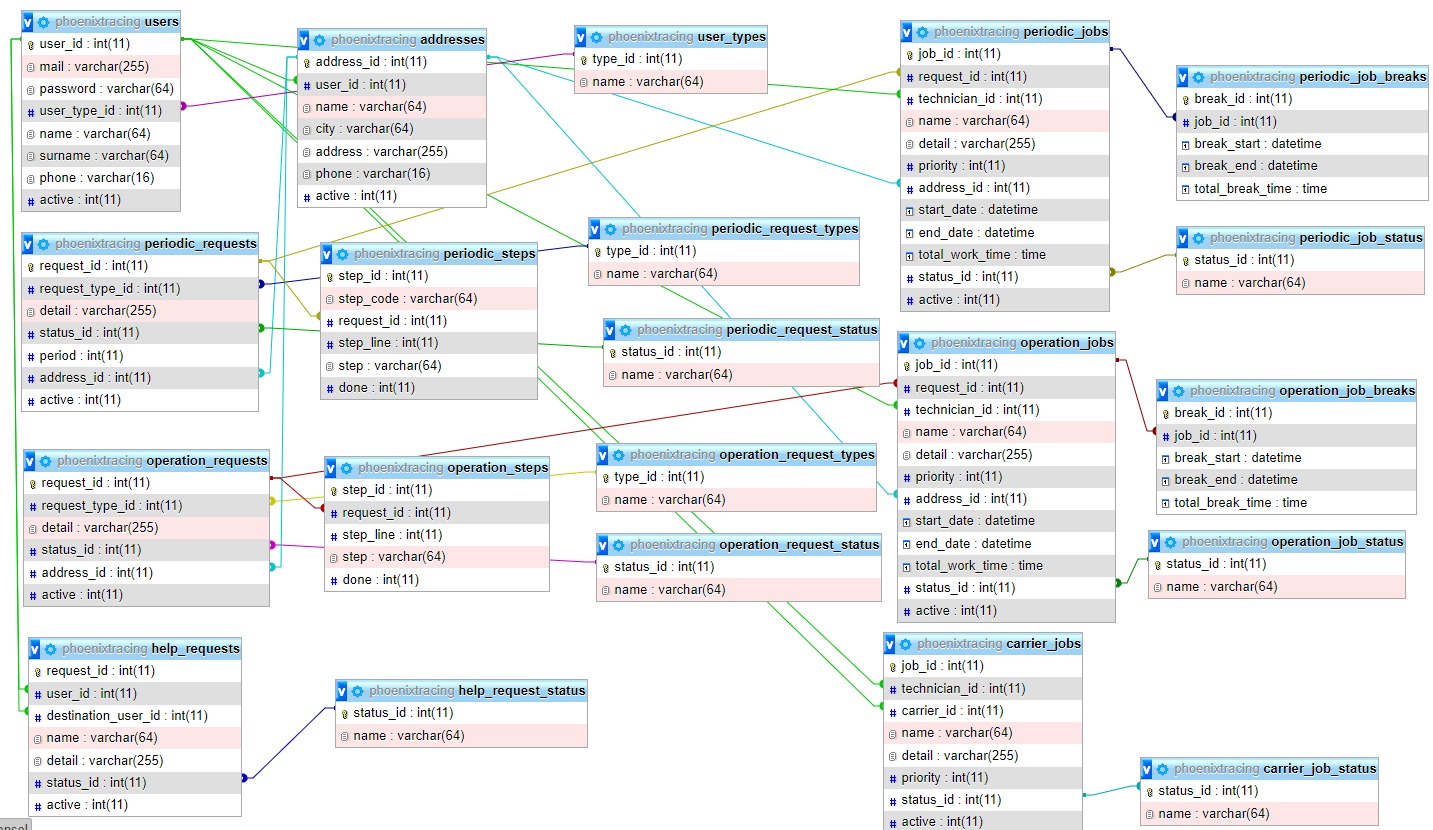 phoenixtracing users
user_id : int(11)
mail : varchar(255)
password : varchar(64)
user_type_id : int(11)
name : varchar(64)
surname : varchar(64)
phone : varchar(16)
active : int(11)
phoenixtracing addresses
address_id : int(11)
user_id : int(11)
name : varchar(64)
city : varchar(64)
address : varchar(255)
phone : varchar(16)
active : int(11)
phoenixtracing user_types
type_id : int(11)
name : varchar(64)
phoenixtracing periodic_jobs
job_id : int(11)
request_id : int(11)
technician_id : int(11)
name : varchar(64)
detail : varchar(255)
priority : int(11)
address_id : int(11)
start_date : datetime
end_date : datetime
total_work_time : time
status_id : int(11)
active : int(11)
phoenixtracing periodic_job_breaks
break_id : int(11)
job_id : int(11)
break_start : datetime
break_end : datetime
total_break_time : time
phoenixtracing periodic_requests
request_id : int(11)
request_type_id : int(11)
detail : varchar(255)
status_id : int(11)
period : int(11)
address_id : int(11)
active : int(11)
phoenixtracing periodic_steps
step_id : int(11)
step_code : varchar(64)
request_id : int(11)
step_line : int(11)
step : varchar(64)
done : int(11)
phoenixtracing periodic_request_types
type_id : int(11)
name : varchar(64)
phoenixtracing periodic_job_status
status_id : int(11)
name : varchar(64)
phoenixtracing periodic_request_status
status_id : int(11)
name : varchar(64)
phoenixtracing operation_jobs
job_id : int(11)
request_id : int(11)
technician_id : int(11)
name : varchar(64)
detail : varchar(255)
priority : int(11)
address_id : int(11)
start_date : datetime
end_date : datetime
total_work_time : time
status_id : int(11)
active : int(11)
phoenixtracing operation_job_breaks
break_id : int(11)
job_id : int(11)
break_start : datetime
break_end : datetime
total_break_time : time
phoenixtracing operation_requests
request_id : int(11)
request_type_id : int(11)
detail : varchar(255)
status_id : int(11)
address_id : int(11)
active : int(11)
phoenixtracing operation_steps
step_id : int(11)
request_id : int(11)
step_line : int(11)
step : varchar(64)
done : int(11)
phoenixtracing operation_request_types
type_id : int(11)
name : varchar(64)
phoenixtracing operation_request_status
status_id : int(11)
name : varchar(64)
phoenixtracing operation_job_status
status_id : int(11)
name : varchar(64)
phoenixtracing help_requests
request_id : int(11)
user_id : int(11)
destination_user_id : int(11)
name : varchar(64)
detail : varchar(255)
status_id : int(11)
active : int(11)
phoenixtracing help_request_status
status_id : int(11)
name : varchar(64)
phoenixtracing carrier_jobs
job_id : int(11)
technician_id : int(11)
carrier_id : int(11)
name : varchar(64)
detail : varchar(255)
priority : int(11)
status_id : int(11)
active : int(11)
phoenixtracing carrier_job_status
status_id : int(11)
name : varchar(64)